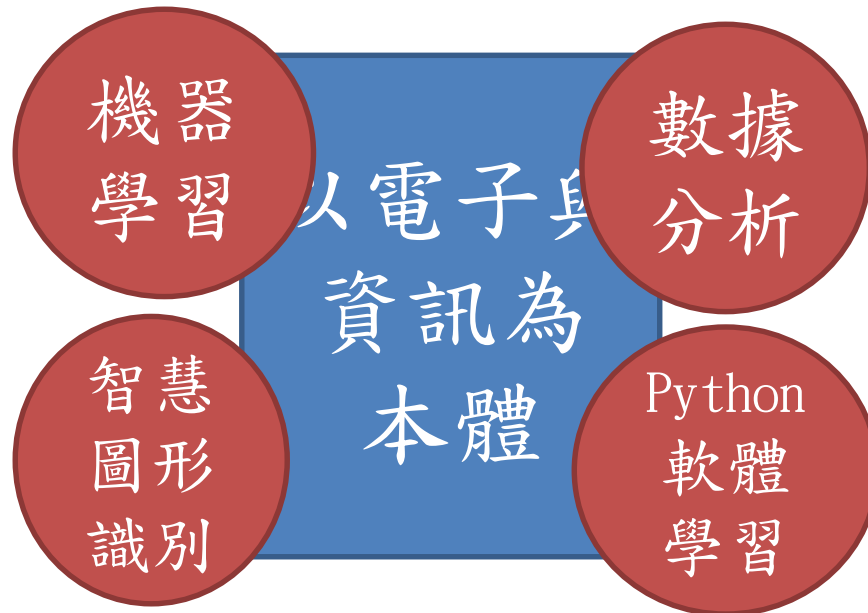 機器
學習
數據
分析
以電子與
資訊為
本體
智慧
圖形
識別
Python
軟體
學習